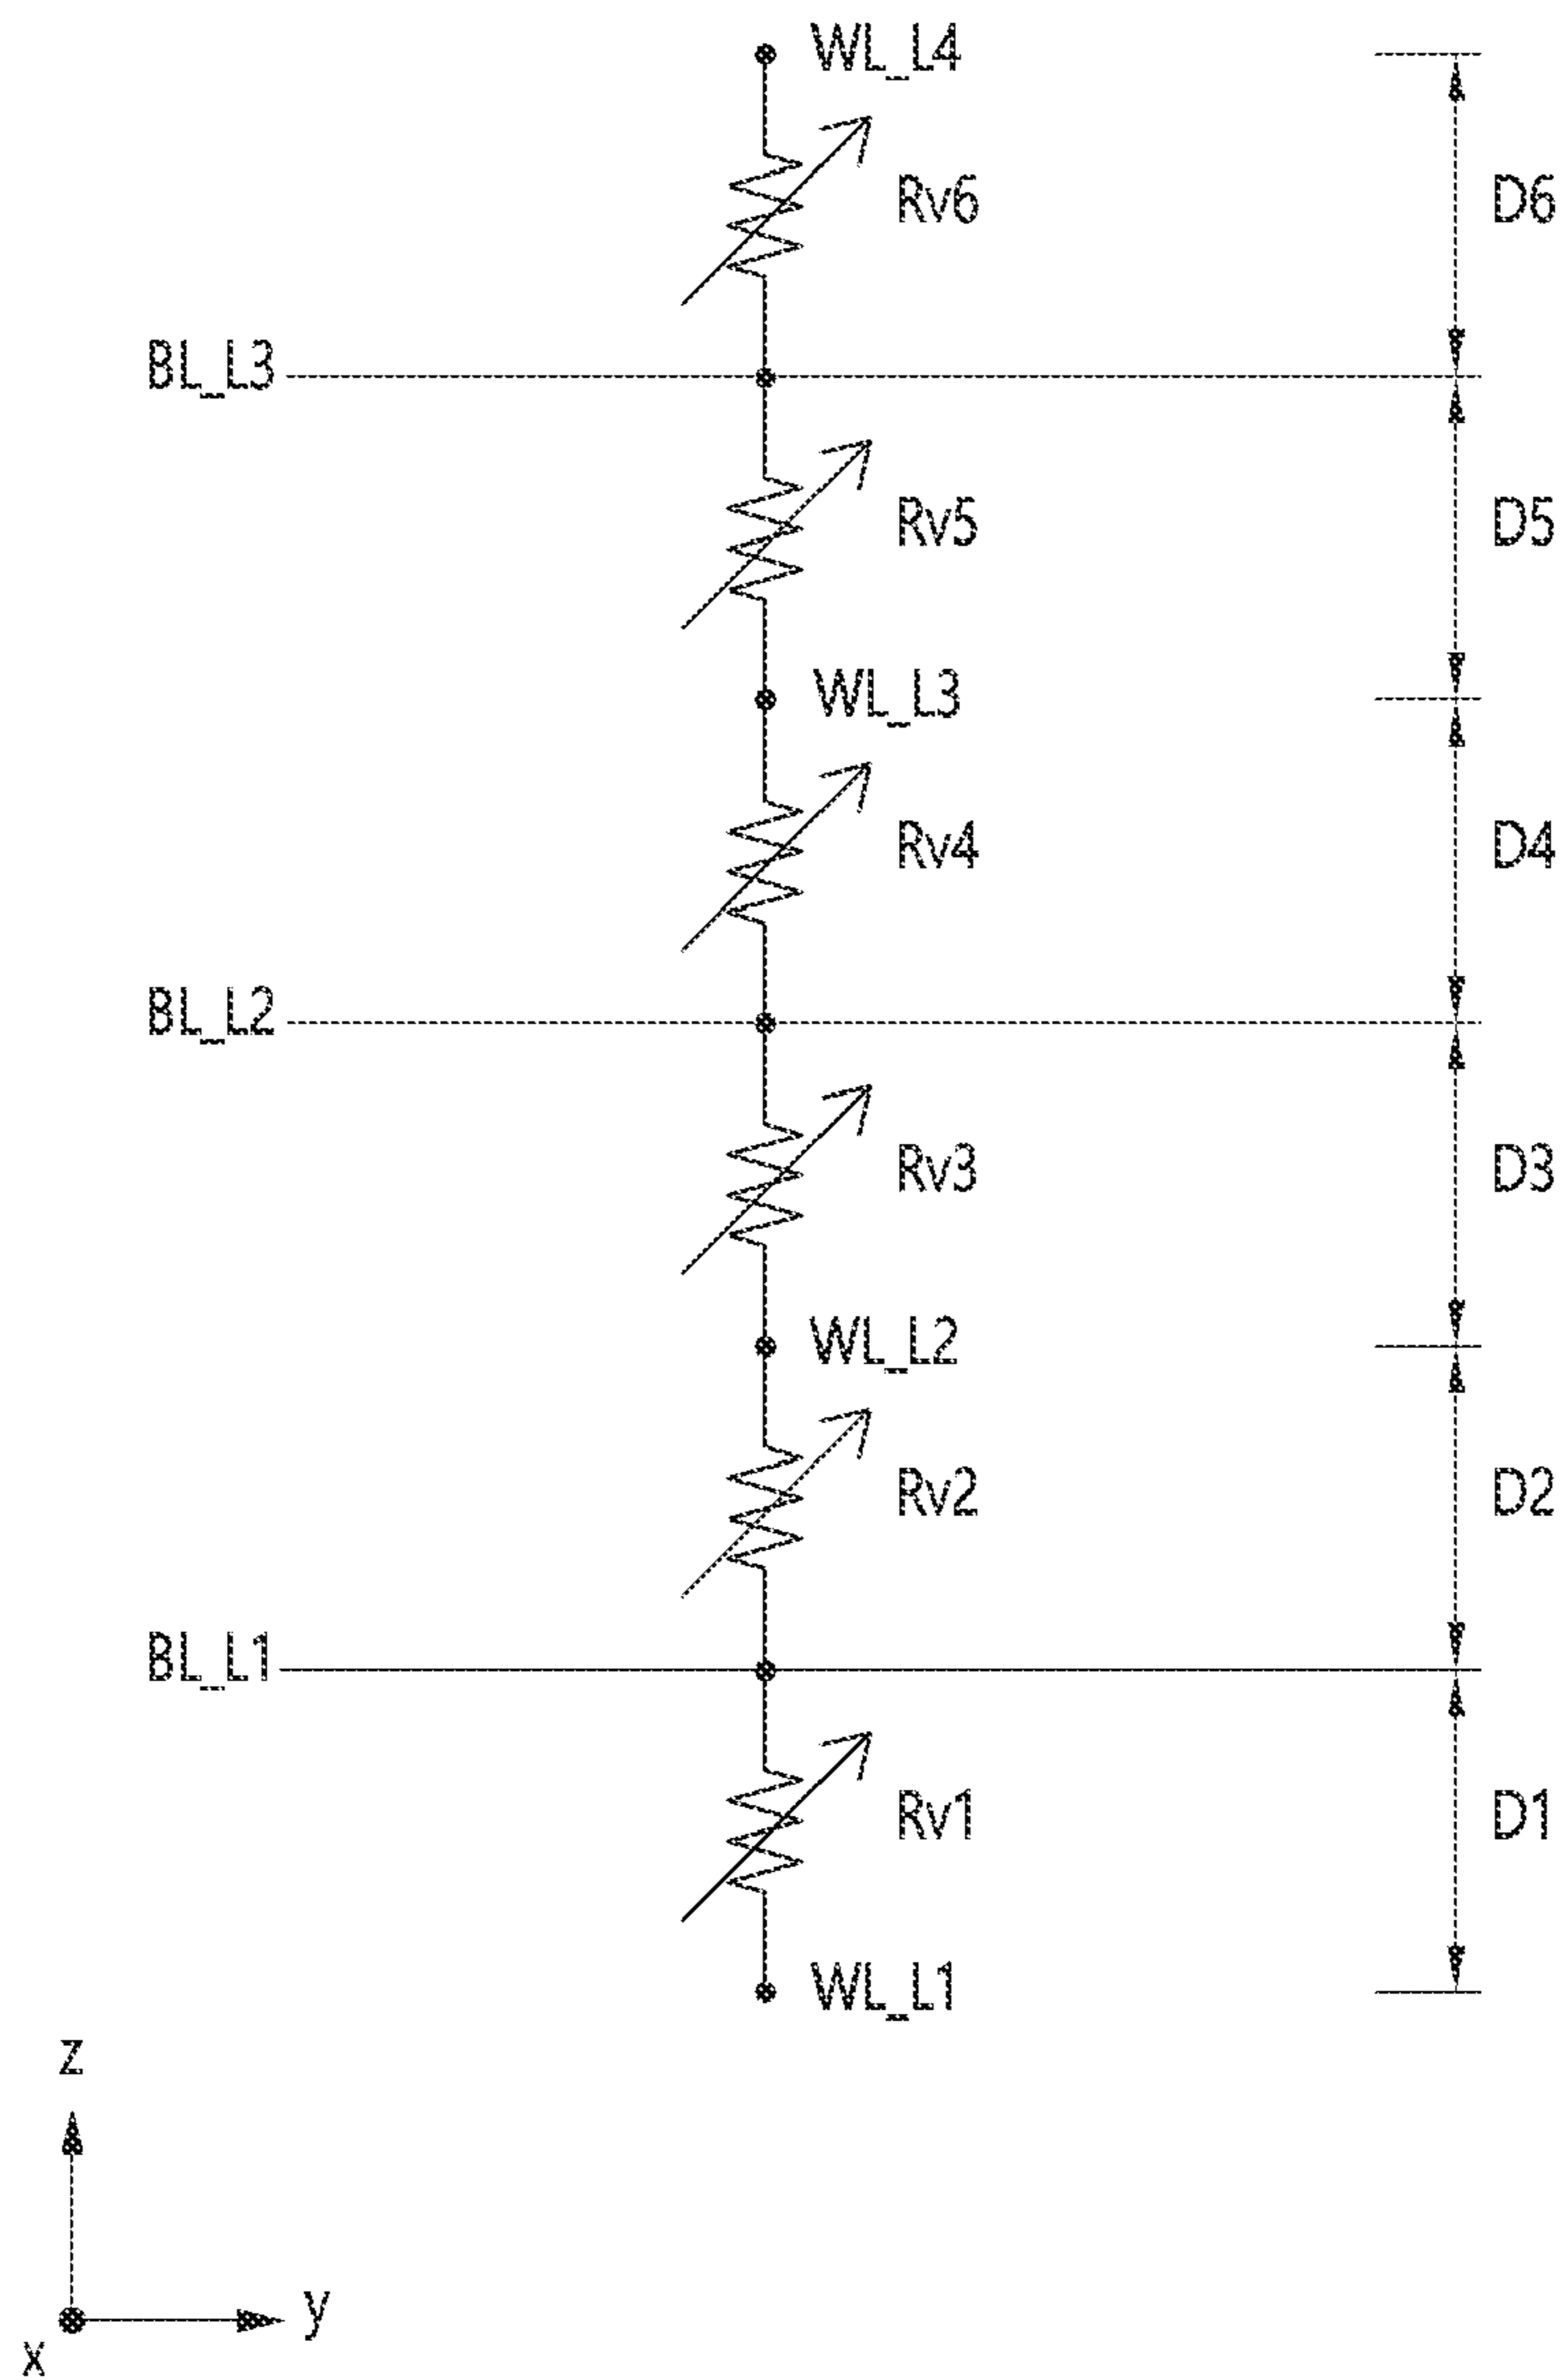 WL_L4
Rv6 D6
BL_L3
Rv5 D5
WL_L3
Rv4 D4
BL_L2
Rv3 D3
WL_L2
Rv2 D2
BL_L1
Rv1 D1
WL_L1
z
y
x